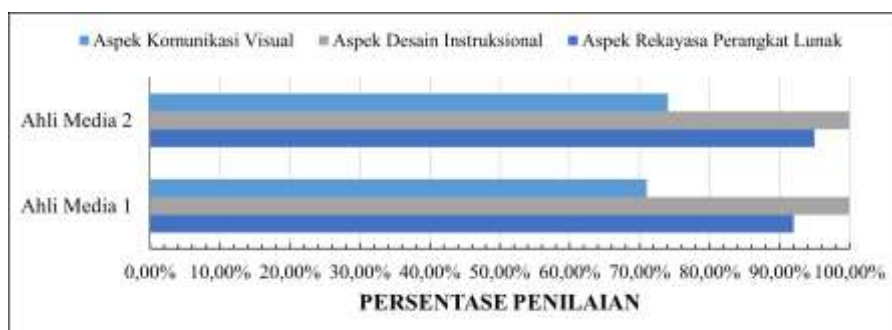 Aspek Komunikasi Visual Aspek Desain Instruksional Aspek Rekayasa Perangkat Lunak
Ahli Media 2
Ahli Media 1
0,00% 10,00% 20,00% 30,00% 40,00% 50,00% 60,00% 70,00% 80,00% 90,00% 100,00%
PERSENTASE PENILAIAN